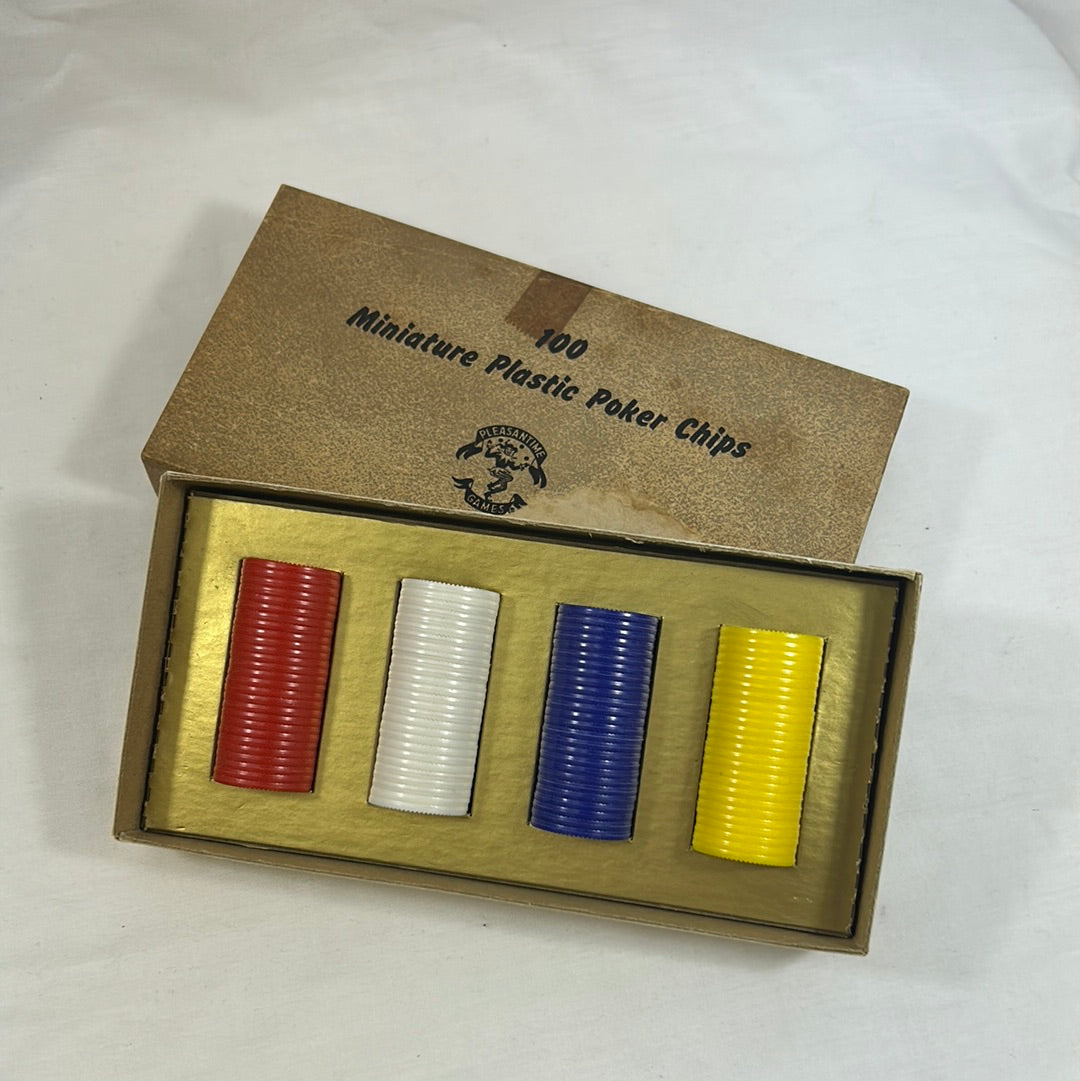 100
Miniature Plastic Poker Chips
PLEASANTIME
GAMES